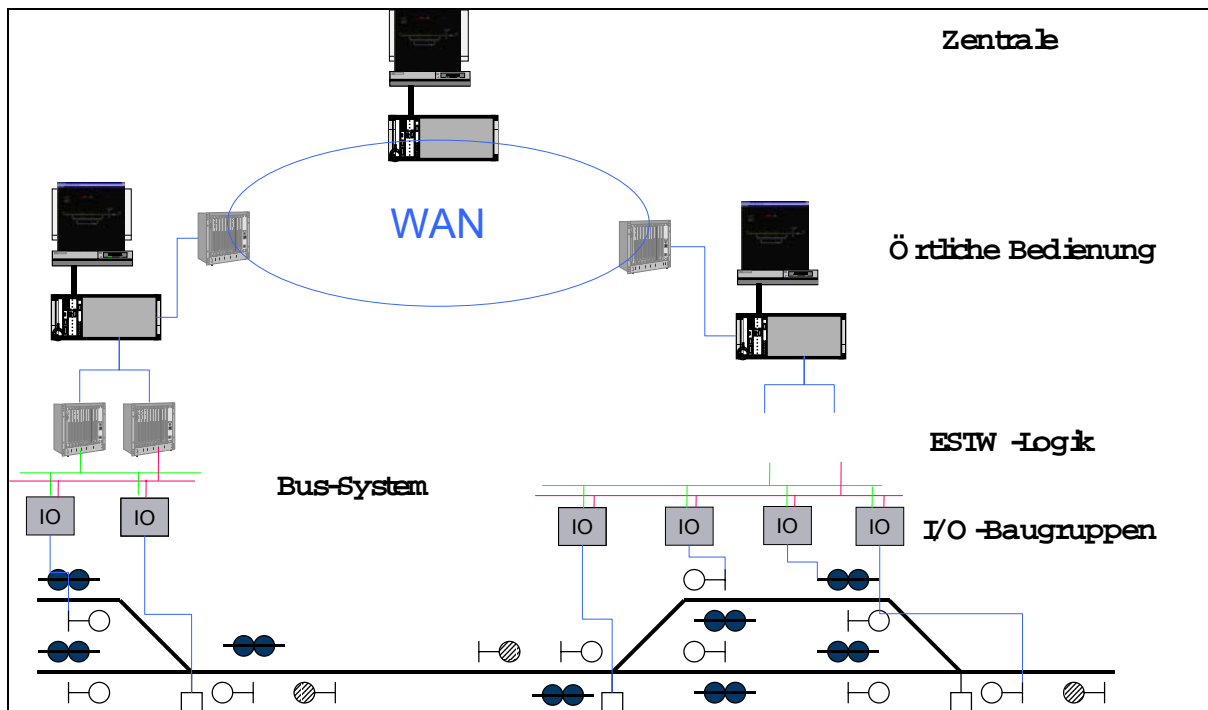 Zentrale
WAN
Örtliche Bedienung
ESTW -Logik
Bus-System
I/O -Baugruppen
IO
IO
IO
IO
IO
IO